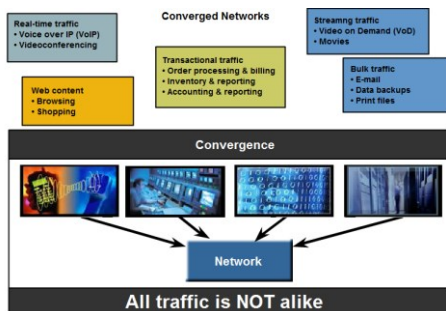 Converged Networks
Real-time traffic
• Voice over IP (VoIP)
• Videoconferencing
Web content
• Browsing
• Shopping
Transactional traffic
• Order processing & billing
• Inventory & reporting
• Accounting & reporting
Streamng traffic
• Video on Demand (VoD)
• Movies
Bulk traffic
• E-mail
• Data backups
• Print files
Convergence
Network
All traffic is NOT alike